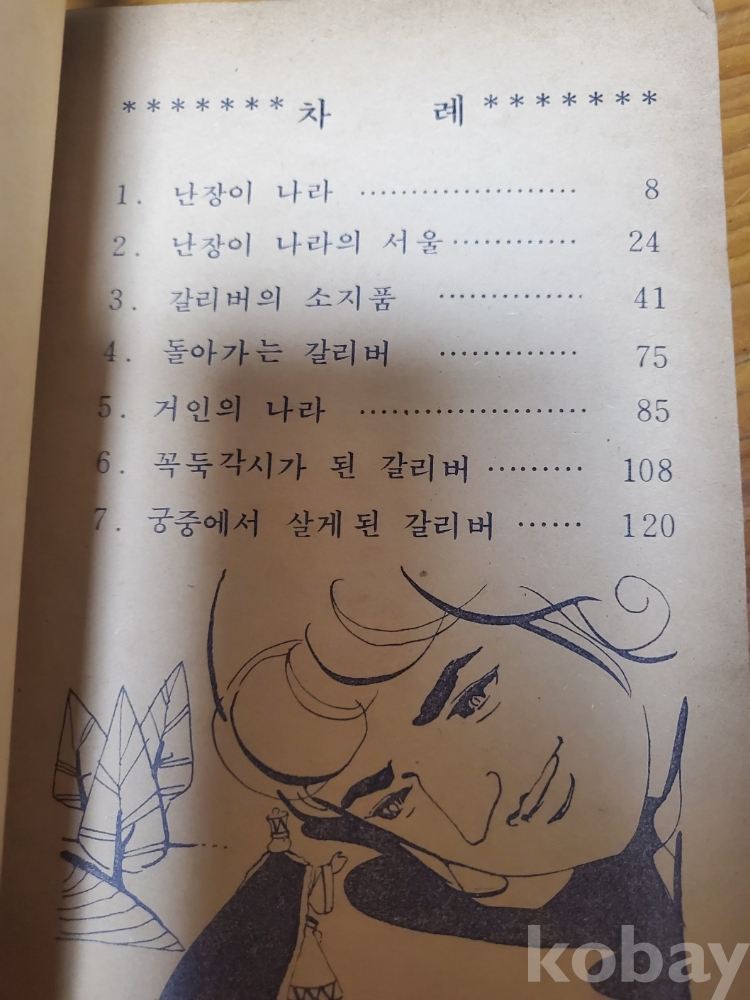 ******* 차 례 *******
1. 난장이 나라 …………………… 8
2. 난장이 나라의 서울 ………… 24
3. 갈리버의 소지품 …………… 41
4. 돌아가는 갈리버 …………… 75
5. 거인의 나라 …………………… 85
6. 꼭둑각시가 된 갈리버 ……… 108
7. 궁중에서 살게된 갈리버 …… 120
kobay